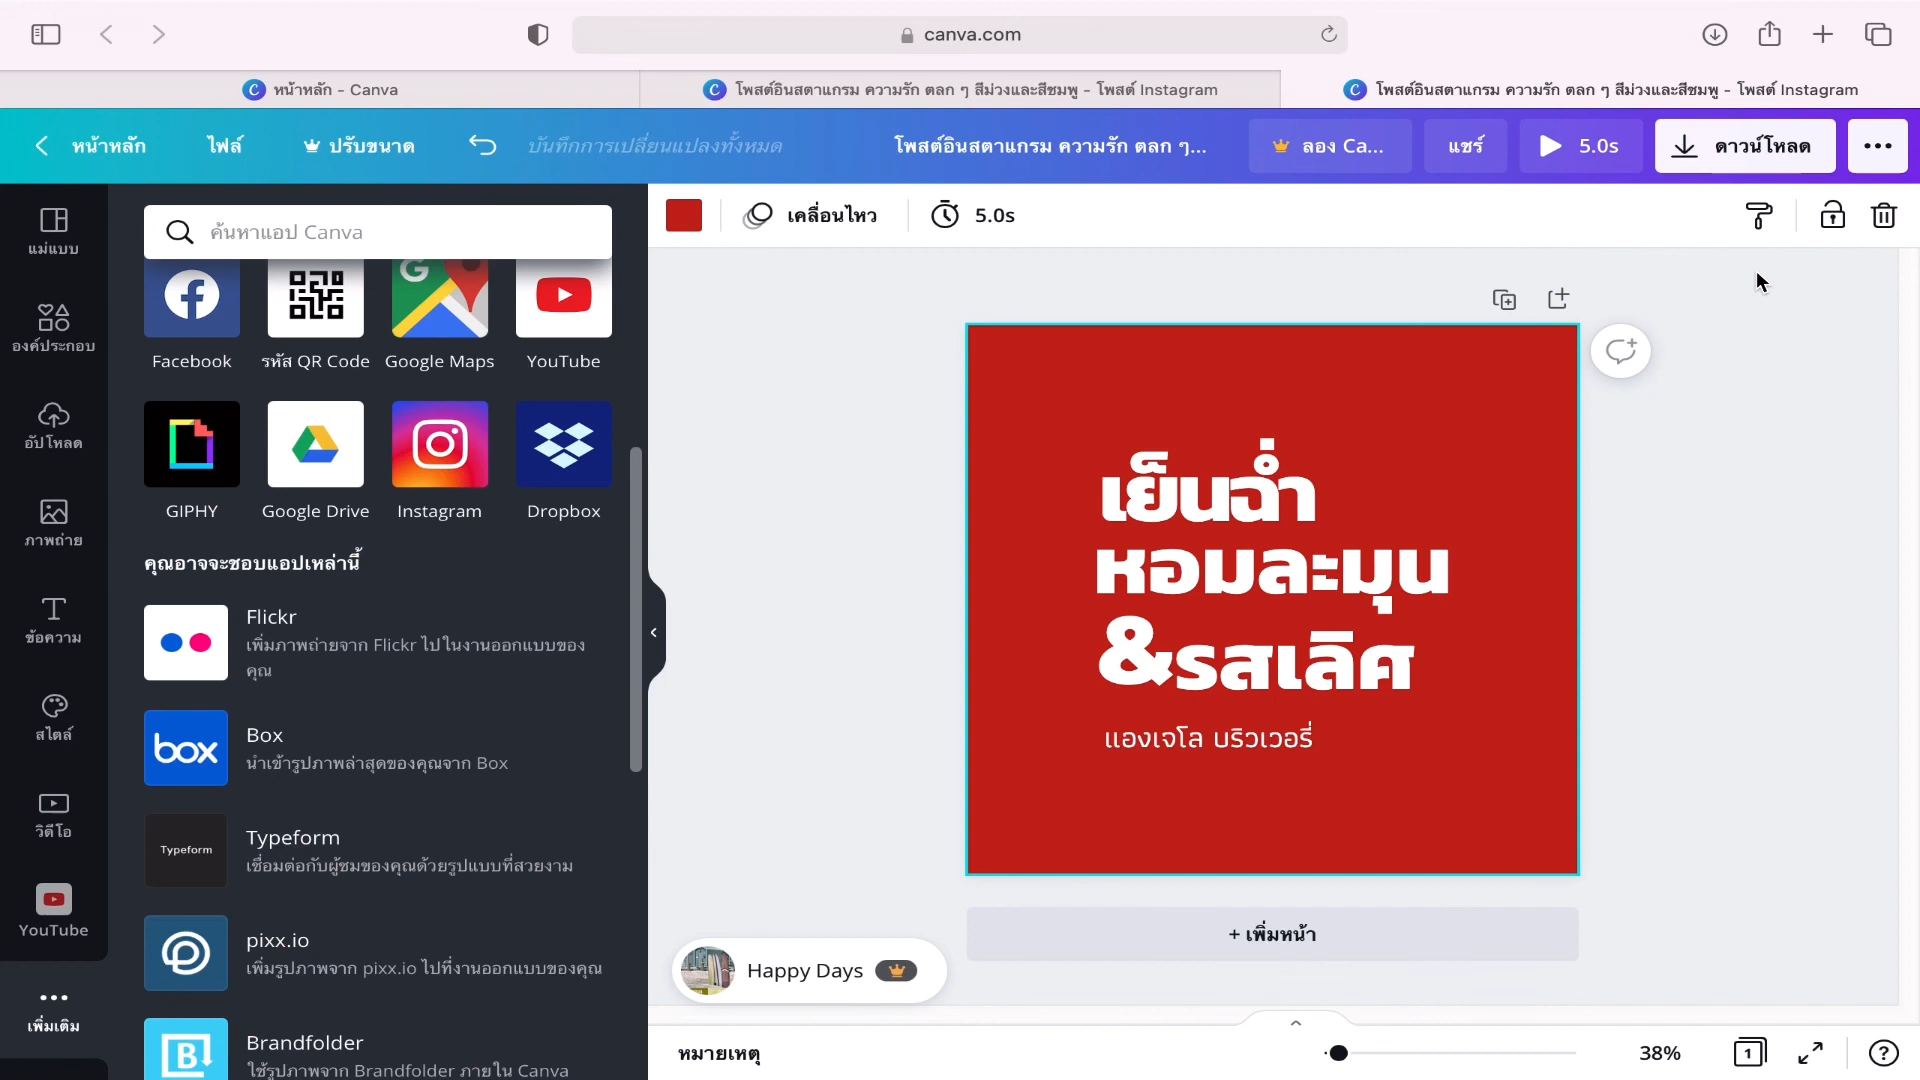 canva.com
หน้าหลัก - Canva
โพสต์อินสตาแกรม ความรัก ตลก ๆ สีม่วงและสีชมพู - โพสต์ Instagram
โพสต์อินสตาแกรม ความรัก ตลก ๆ สีม่วงและสีชมพู - โพสต์ Instagram
หน้าหลัก
ไฟล์
ปรับขนาด
บันทึกการเปลี่ยนแปลงทั้งหมด
โพสต์อินสตาแกรม ความรัก ตลก ๆ...
ลอง Ca...
แชร์
5.0s
ดาวน์โหลด
แม่แบบ
องค์ประกอบ
อัปโหลด
ภาพถ่าย
ข้อความ
สไตล์
วิดีโอ
YouTube
เพิ่มเติม
ค้นหาแอป Canva
Facebook
รหัส QR Code
Google Maps
YouTube
GIPHY
Google Drive
Instagram
Dropbox
คุณอาจจะชอบแอปเหล่านี้
Flickr
เพิ่มภาพถ่ายจาก Flickr ไปในงานออกแบบของ
คุณ
box
Box
นำเข้ารูปภาพล่าสุดของคุณจาก Box
Typeform
Typeform
เชื่อมต่อกับผู้ชมของคุณด้วยรูปแบบที่สวยงาม
pixx.io
เพิ่มรูปภาพจาก pixx.io ไปที่งานออกแบบของคุณ
Brandfolder
ใช้รูปภาพจาก Brandfolder ภายใน Canva
เคลื่อนไหว
5.0s
เย็นฉ่ำ
หอมละมุน
&รสเลิศ
แองเจโล บริวเวอรี่
+ เพิ่มหน้า
Happy Days
หมายเหตุ
38%
1